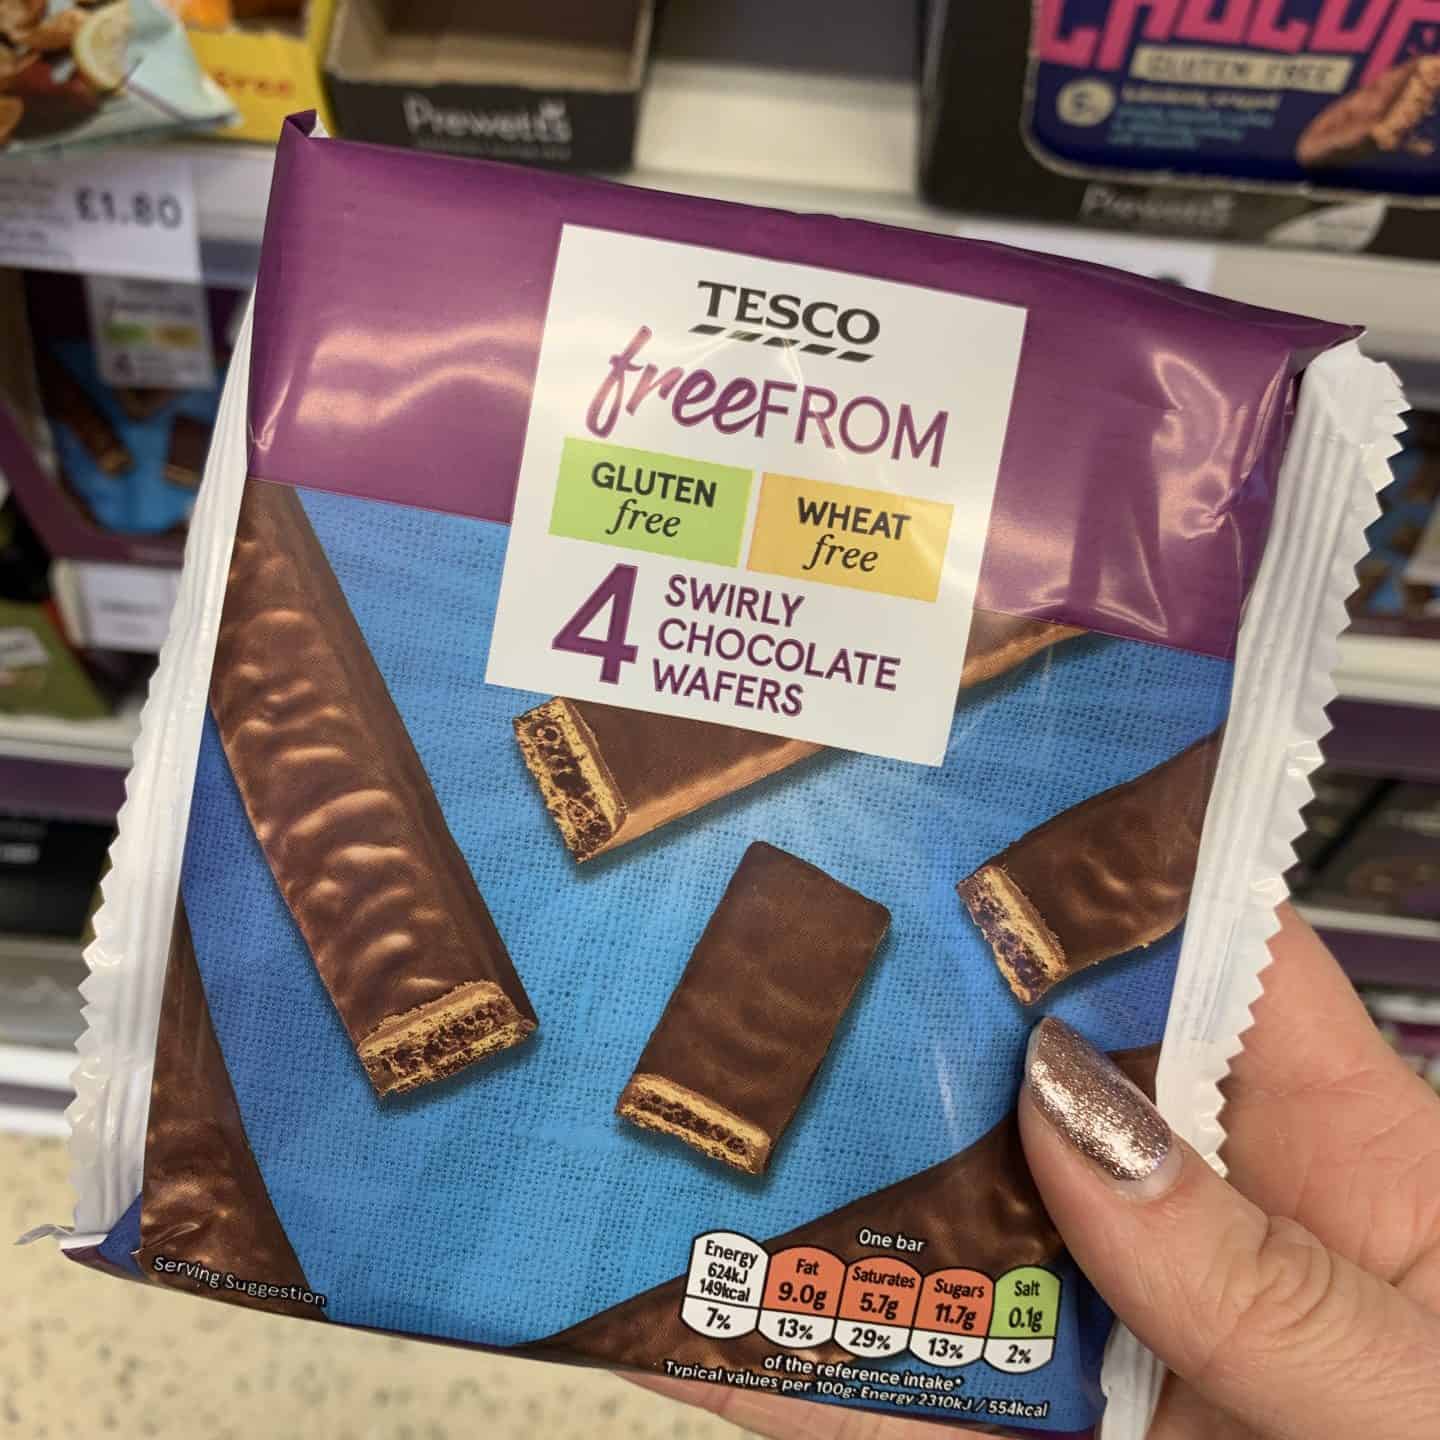 Prewett's
CHOCO
GLUTEN FREE
Prewett's
£1.80
TESCO
freeFROM
GLUTEN
free
WHEAT
free
4 SWIRLY
CHOCOLATE
WAFERS
Serving Suggestion
One bar
Energy
624kJ
149kcal
7%
Fat
9.0g
13%
Saturates
5.7g
29%
Sugars
11.7g
13%
Salt
0.1g
2%
of the reference intake*
Typical values per 100g: Energy 2310kJ / 554kcal